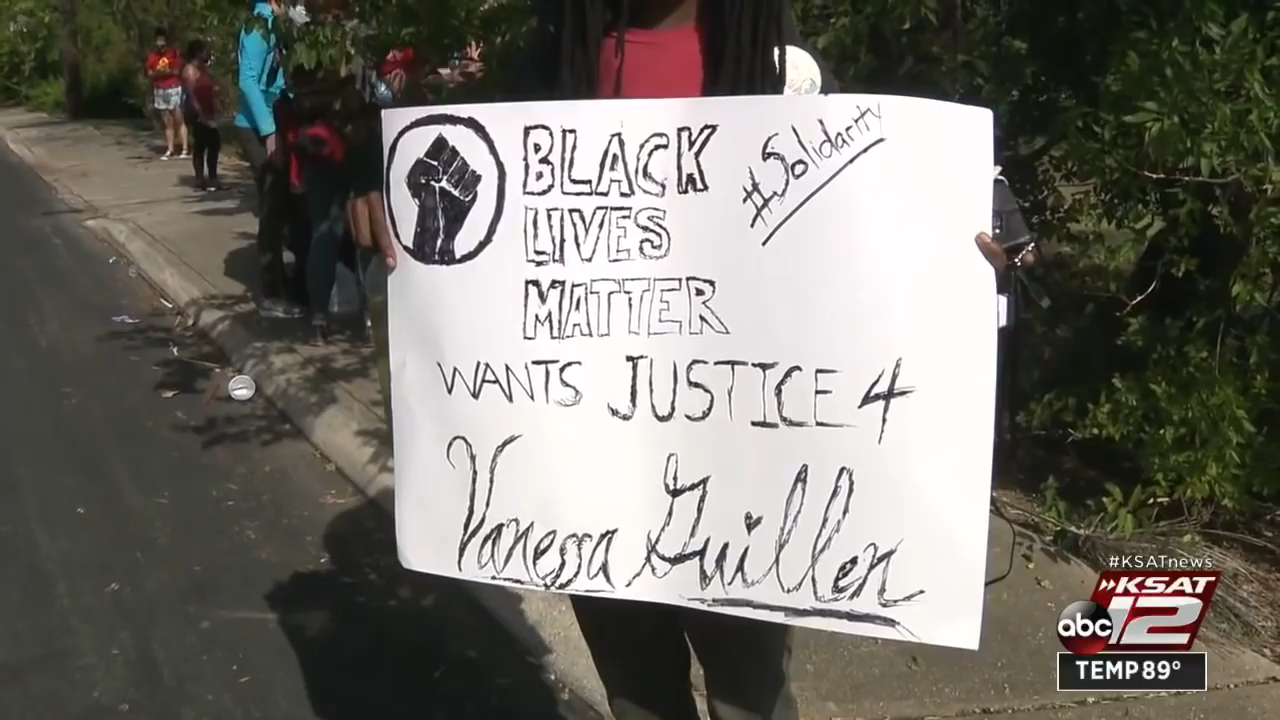 BLACK
LIVES
MATTER
#Solidarity
WANTS JUSTICE 4
Vanessa Guillen
#KSATnews
KSAT
abc 12
TEMP 89°